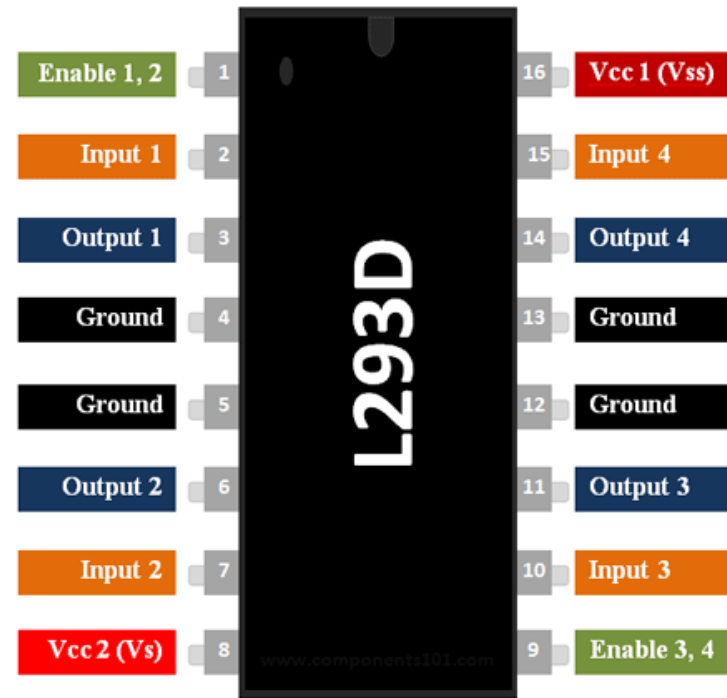 Enable 1, 2
1
16
Vcc 1 (Vss)
Input 1
2
15
Input 4
Output 1
3
14
Output 4
Ground
4
13
Ground
L293D
Ground
5
12
Ground
Output 2
6
11
Output 3
Input 2
7
10
Input 3
Vcc 2 (Vs)
8
9
Enable 3, 4
www.components101.com